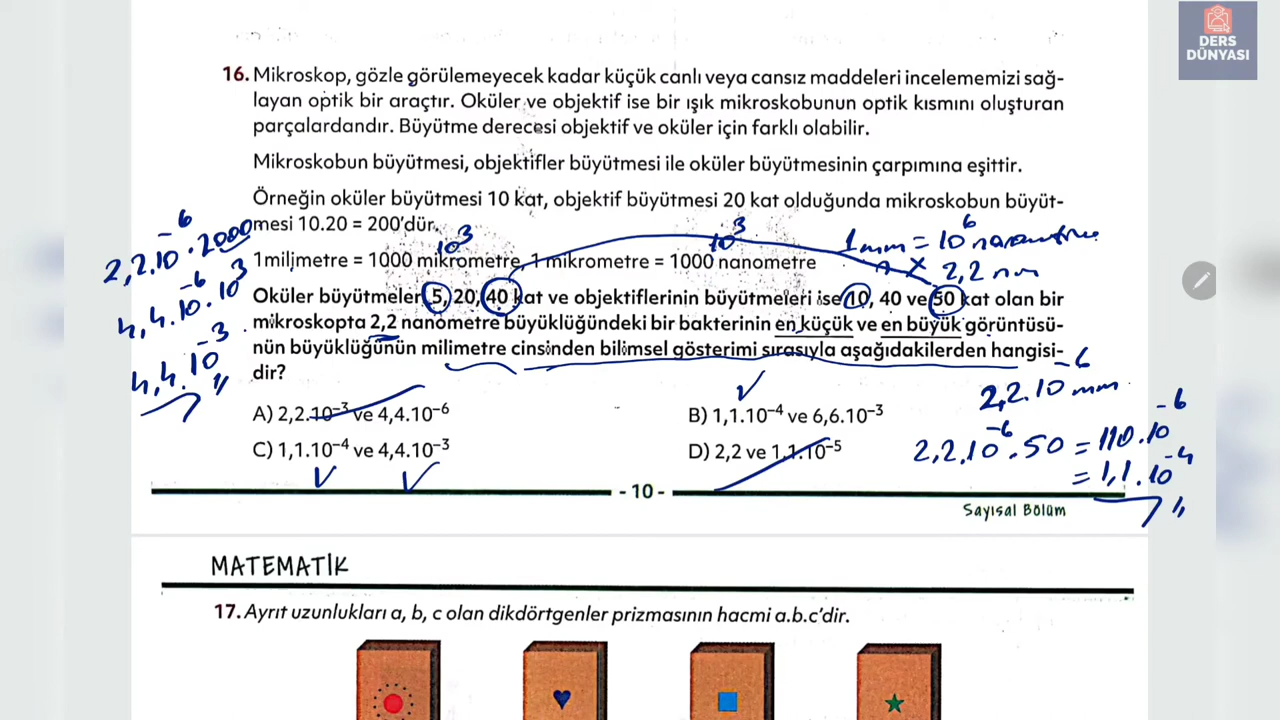 DERS
DÜNYASI
16. Mikroskop, gözle görülemeyecek kadar küçük canlı veya cansız maddeleri incelememizi sağ-
layan optik bir araçtır. Oküler ve objektif ise bir ışık mikroskobunun optik kısmını oluşturan
parçalardandır. Büyütme derecesi objektif ve oküler için farklı olabilir.
Mikroskobun büyütmesi, objektifler büyütmesi ile oküler büyütmesinin çarpımına eşittir.
Örneğin oküler büyütmesi 10 kat, objektif büyütmesi 20 kat olduğunda mikroskobun büyüt-
mesi 10.20 = 200'dür.
10³ 10³
1 mm = 10⁶ nanometre
x 2,2 nm
1 milimetre = 1000 mikrometre, 1 mikrometre = 1000 nanometre
Oküler büyütmeleri 5, 20, 40 kat ve objektiflerinin büyütmeleri ise 10, 40 ve 50 kat olan bir
mikroskopta 2,2 nanometre büyüklüğündeki bir bakterinin en küçük ve en büyük görüntüsü-
nün büyüklüğünün milimetre cinsinden bilimsel gösterimi sırasıyla aşağıdakilerden hangisi-
dir?
2,2.10⁻⁶.2000
4,4.10⁻⁶.10³
4,4.10⁻³
2,2.10⁻⁶ mm
A) 2,2.10⁻³ ve 4,4.10⁻⁶
B) 1,1.10⁻⁴ ve 6,6.10⁻³
C) 1,1.10⁻⁴ ve 4,4.10⁻³
D) 2,2 ve 1,1.10⁻⁵
2,2.10⁻⁶.50 = 110.10⁻⁶
= 1,1.10⁻⁴
- 10 -
Sayısal Bölüm
MATEMATİK
17. Ayrıt uzunlukları a, b, c olan dikdörtgenler prizmasının hacmi a.b.c'dir.